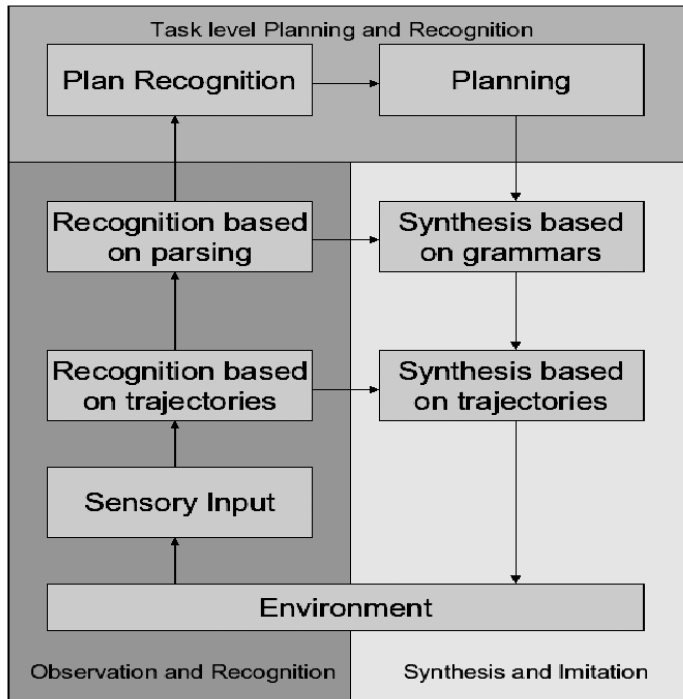 Task level Planning and Recognition
Plan Recognition
Planning
Recognition based
on parsing
Synthesis based
on grammars
Recognition based
on trajectories
Synthesis based
on trajectories
Sensory Input
Environment
Observation and Recognition
Synthesis and Imitation